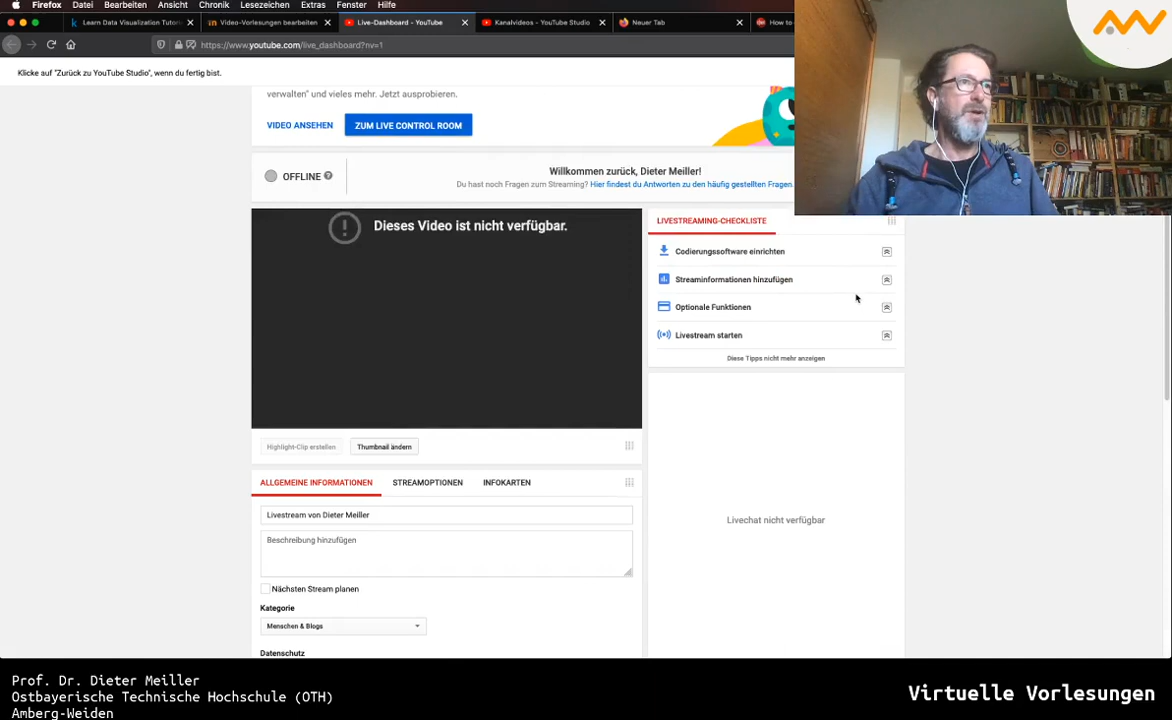 Firefox Datei Bearbeiten Ansicht Chronik Lesezeichen Extras Fenster Hilfe
Learn Data Visualization Tutori
Video-Vorlesungen bearbeiten
Live-Dashboard - YouTube
Kanalvideos - YouTube Studio
Neuer Tab
How to
https://www.youtube.com/live_dashboard?nv=1
Klicke auf "Zurück zu YouTube Studio", wenn du fertig bist.
verwalten" und vieles mehr. Jetzt ausprobieren.
VIDEO ANSEHEN
ZUM LIVE CONTROL ROOM
OFFLINE
Willkommen zurück, Dieter Meiller!
Du hast noch Fragen zum Streaming? Hier findest du Antworten zu den häufig gestellten Fragen.
Dieses Video ist nicht verfügbar.
LIVESTREAMING-CHECKLISTE
Codierungssoftware einrichten
Streaminformationen hinzufügen
Optionale Funktionen
Livestream starten
Diese Tipps nicht mehr anzeigen
Highlight-Clip erstellen
Thumbnail ändern
ALLGEMEINE INFORMATIONEN
STREAMOPTIONEN
INFOKARTEN
Livestream von Dieter Meiller
Beschreibung hinzufügen
Livechat nicht verfügbar
Nächsten Stream planen
Kategorie
Menschen & Blogs
Datenschutz
Prof. Dr. Dieter Meiller
Ostbayerische Technische Hochschule (OTH)
Amberg-Weiden
Virtuelle Vorlesungen